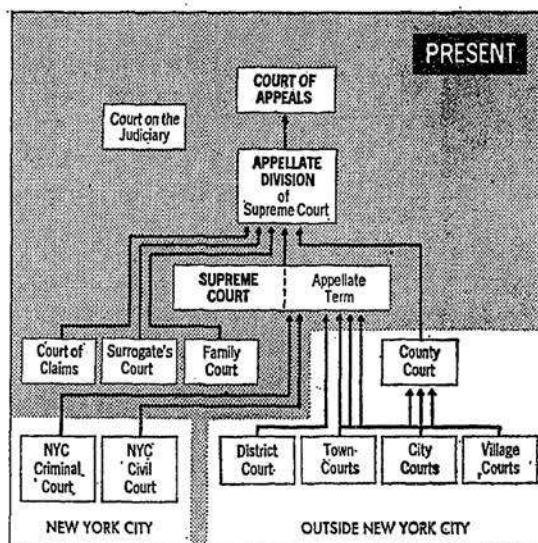 PRESENT
COURT OF
APPEALS
Court on the
Judiciary
APPELLATE
DIVISION
of
Supreme Court
SUPREME
COURT
Appellate
Term
Court of
Claims
Surrogate's
Court
Family
Court
County
Court
NYC
Criminal
Court
NYC
Civil
Court
District
Court
Town
Courts
City
Courts
Village
Courts
NEW YORK CITY
OUTSIDE NEW YORK CITY